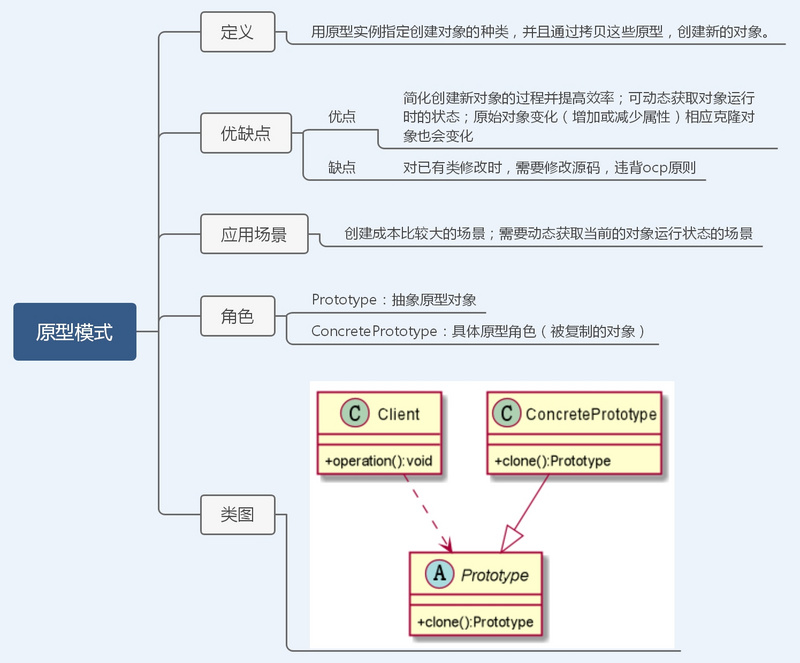 定义
用原型实例指定创建对象的种类，并且通过拷贝这些原型，创建新的对象。
优缺点
优点
简化创建新对象的过程并提高效率；可动态获取对象运行
时的状态；原始对象变化（增加或减少属性）相应克隆对
象也会变化
缺点
对已有类修改时，需要修改源码，违背ocp原则
应用场景
创建成本比较大的场景；需要动态获取当前的对象运行状态的场景
原型模式
角色
Prototype：抽象原型对象
ConcretePrototype：具体原型角色（被复制的对象）
类图
C Client
+operation():void
C ConcretePrototype
+clone():Prototype
A Prototype
+clone():Prototype